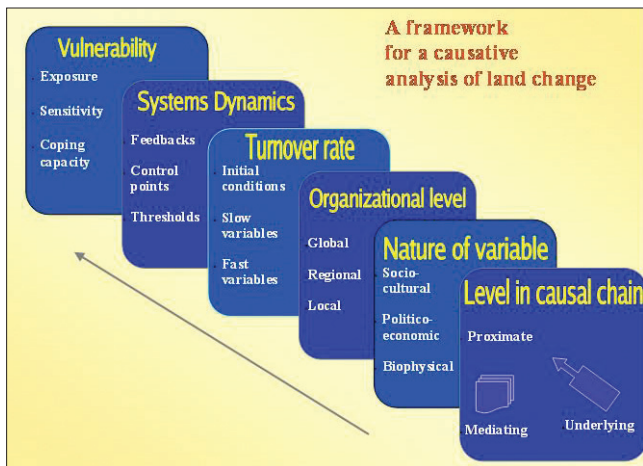 A framework
for a causative
analysis of land change
Vulnerability
Exposure
Sensitivity
Coping
capacity
Systems Dynamics
Feedbacks
Control
points
Thresholds
Turnover rate
Initial
conditions
Slow
variables
Fast
variables
Organizational level
Global
Regional
Local
Nature of variable
Socio-
cultural
Politico-
economic
Biophysical
Level in causal chain
Proximate
Mediating
Underlying